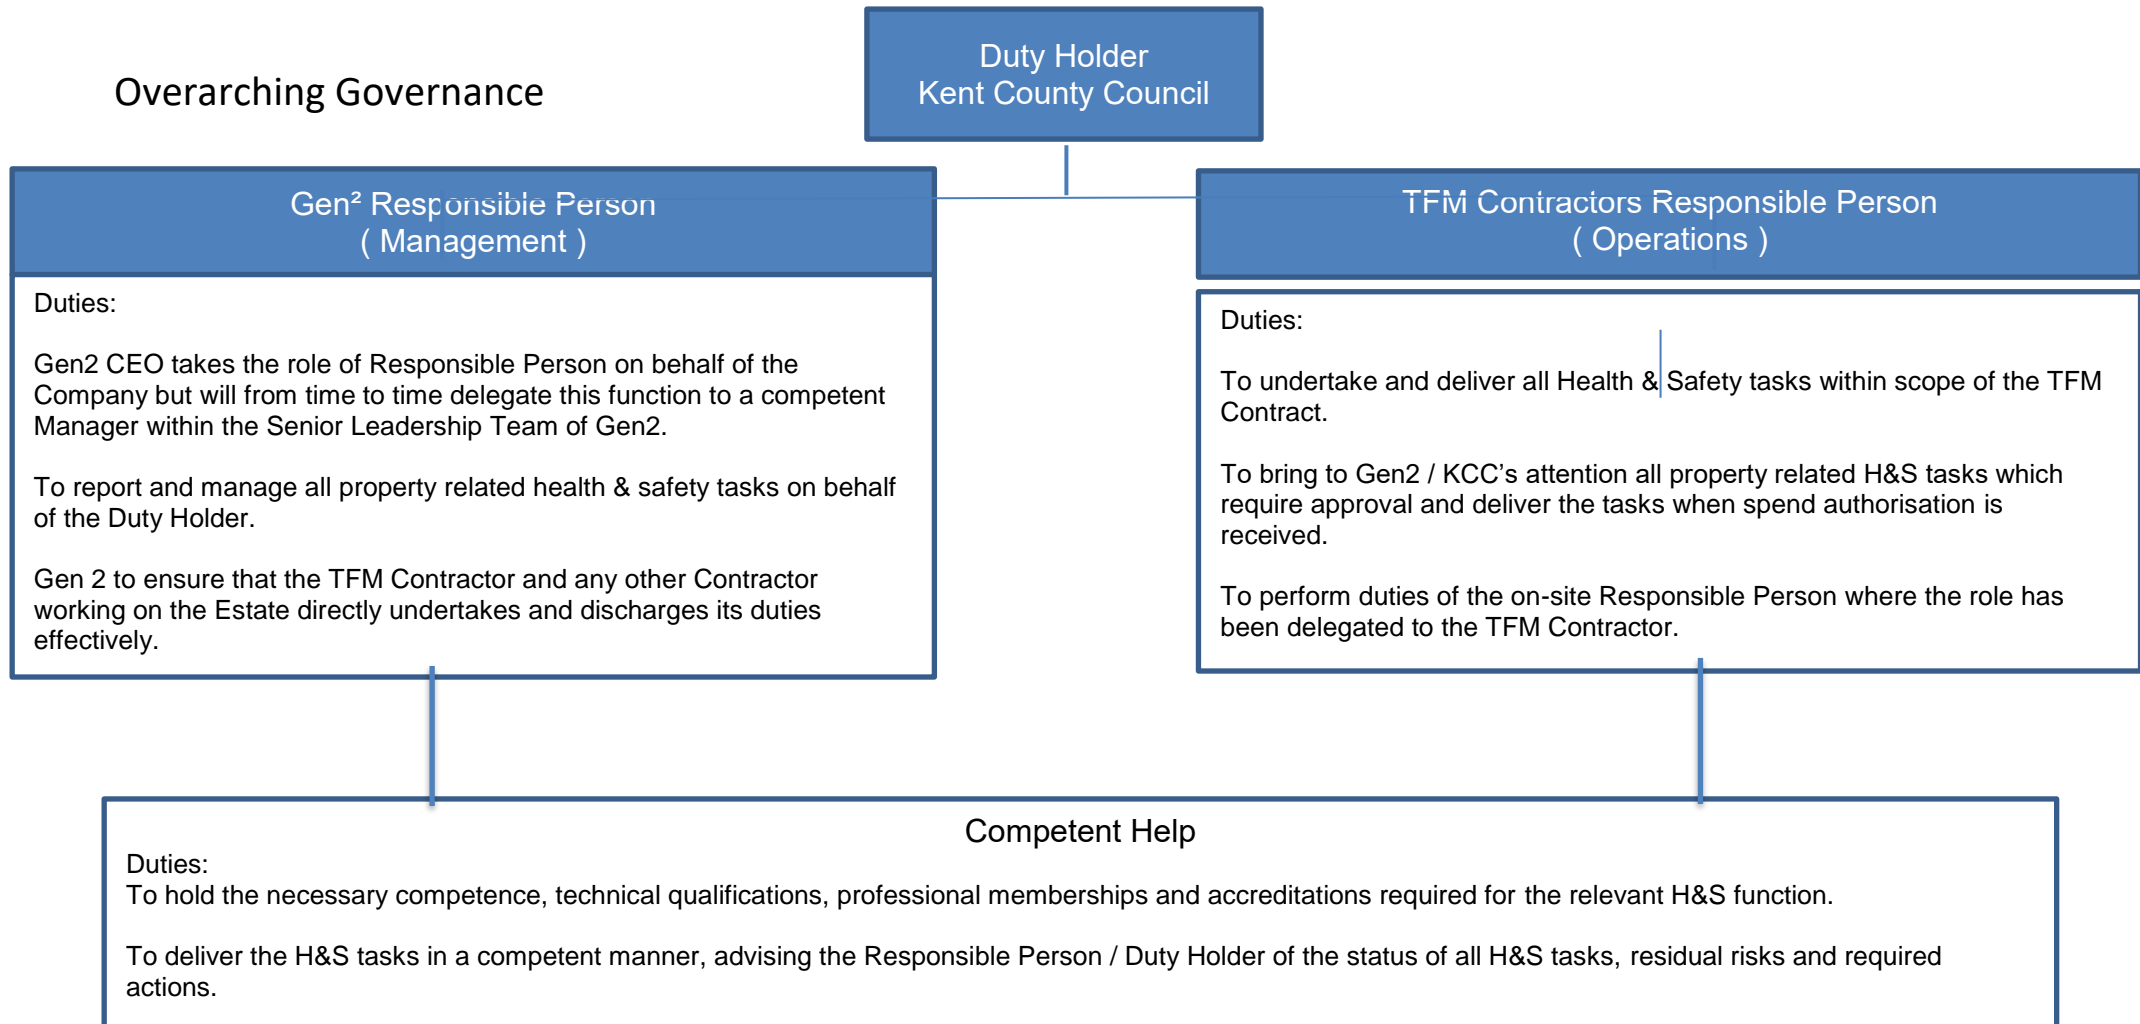 Overarching Governance
Duty Holder
Kent County Council
Gen² Responsible Person
( Management )
Duties:
Gen2 CEO takes the role of Responsible Person on behalf of the
Company but will from time to time delegate this function to a competent
Manager within the Senior Leadership Team of Gen2.
To report and manage all property related health & safety tasks on behalf
of the Duty Holder.
Gen 2 to ensure that the TFM Contractor and any other Contractor
working on the Estate directly undertakes and discharges its duties
effectively.
TFM Contractors Responsible Person
( Operations )
Duties:
To undertake and deliver all Health & Safety tasks within scope of the TFM
Contract.
To bring to Gen2 / KCC’s attention all property related H&S tasks which
require approval and deliver the tasks when spend authorisation is
received.
To perform duties of the on-site Responsible Person where the role has
been delegated to the TFM Contractor.
Competent Help
Duties:
To hold the necessary competence, technical qualifications, professional memberships and accreditations required for the relevant H&S function.
To deliver the H&S tasks in a competent manner, advising the Responsible Person / Duty Holder of the status of all H&S tasks, residual risks and required
actions.